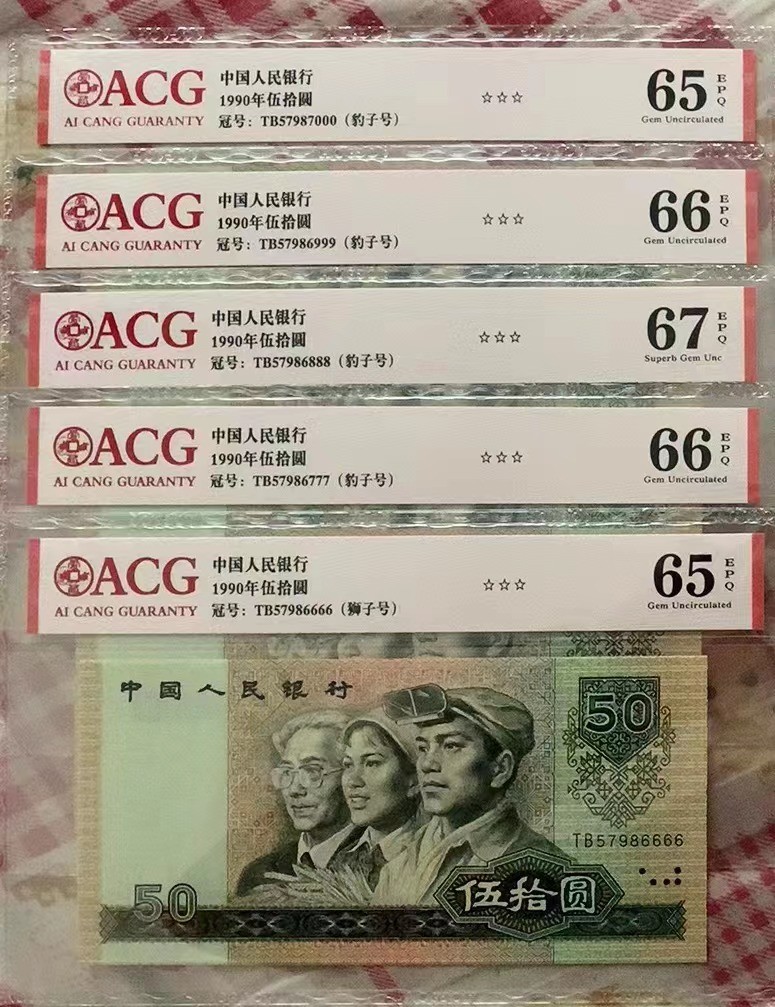 ACG
AI CANG GUARANTY
中国人民银行
1990年伍拾圆
冠号：TB57987000（豹子号）
☆☆☆
65
EPQ
Gem Uncirculated
ACG
AI CANG GUARANTY
中国人民银行
1990年伍拾圆
冠号：TB57986999（豹子号）
☆☆☆
66
EPQ
Gem Uncirculated
ACG
AI CANG GUARANTY
中国人民银行
1990年伍拾圆
冠号：TB57986888（豹子号）
☆☆☆
67
EPQ
Superb Gem Unc
ACG
AI CANG GUARANTY
中国人民银行
1990年伍拾圆
冠号：TB57986777（豹子号）
☆☆☆
66
EPQ
Gem Uncirculated
ACG
AI CANG GUARANTY
中国人民银行
1990年伍拾圆
冠号：TB57986666（狮子号）
☆☆☆
65
EPQ
Gem Uncirculated
中国人民银行
50
TB57986666
50
伍拾圆